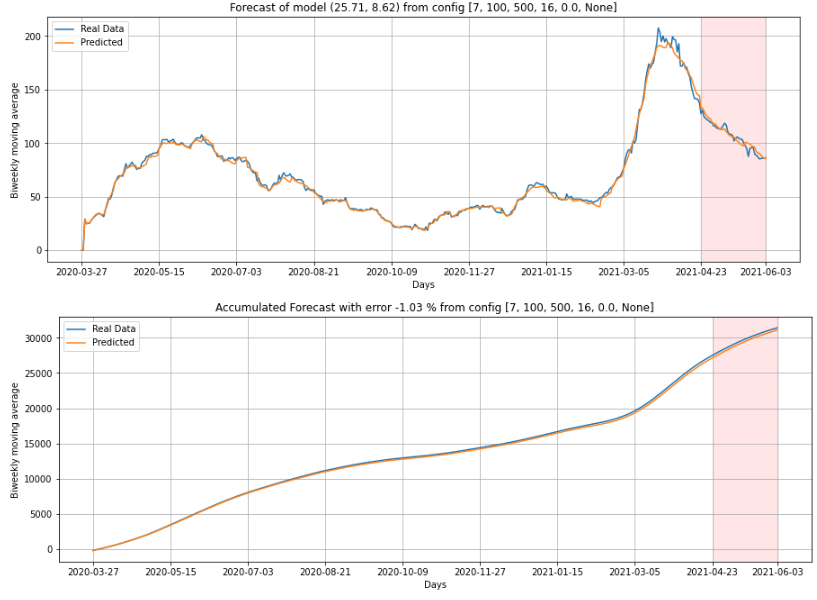 Forecast of model (25.71, 8.62) from config [7, 100, 500, 16, 0.0, None]
Real Data
Predicted
Biweekly moving average
200
150
100
50
0
2020-03-27 2020-05-15 2020-07-03 2020-08-21 2020-10-09 2020-11-27 2021-01-15 2021-03-05 2021-04-23 2021-06-03
Days
Accumulated Forecast with error -1.03 % from config [7, 100, 500, 16, 0.0, None]
Real Data
Predicted
Biweekly moving average
30000
25000
20000
15000
10000
5000
0
2020-03-27 2020-05-15 2020-07-03 2020-08-21 2020-10-09 2020-11-27 2021-01-15 2021-03-05 2021-04-23 2021-06-03
Days